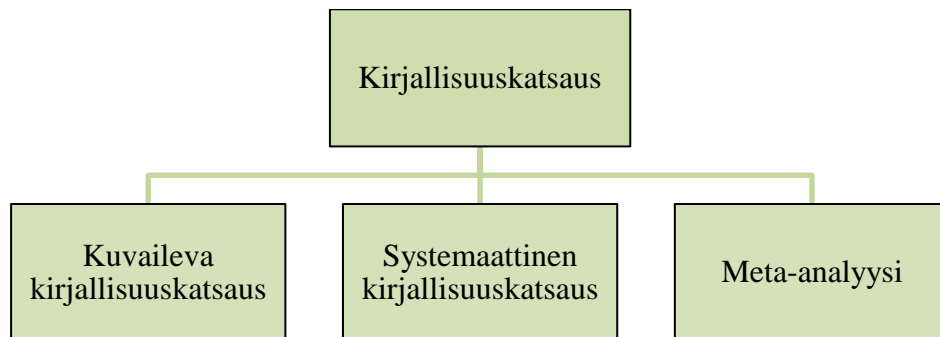 Kirjallisuuskatsaus
Kuvaileva
kirjallisuuskatsaus
Systemaattinen
kirjallisuuskatsaus
Meta-analyysi